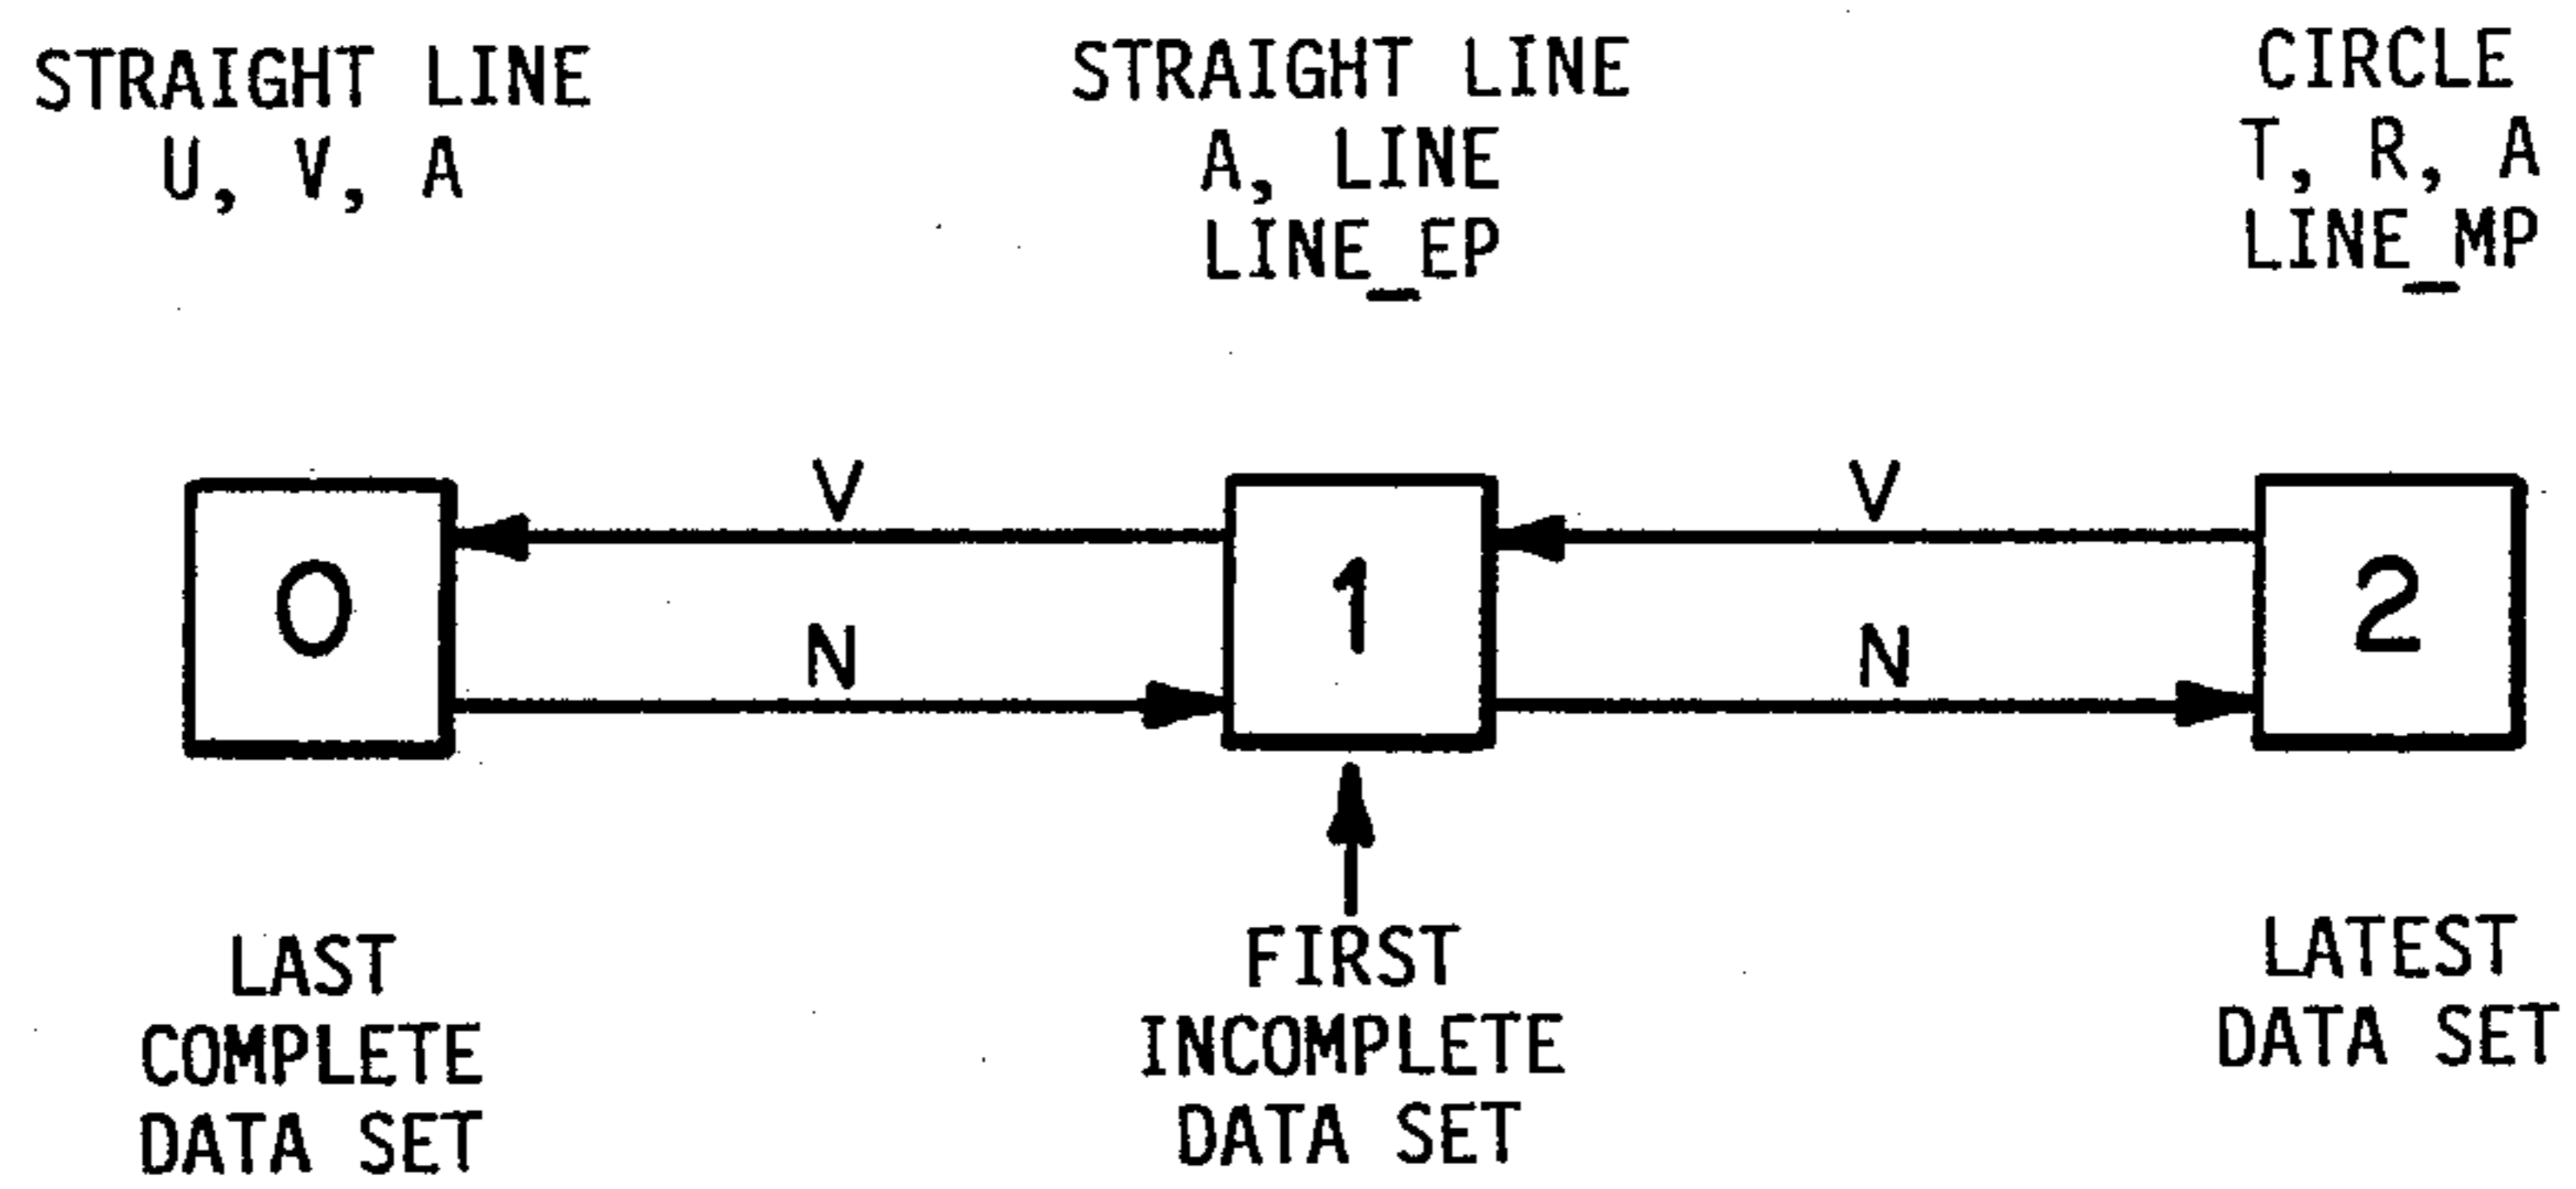 STRAIGHT LINE
U, V, A
STRAIGHT LINE
A, LINE
LINE_EP
CIRCLE
T, R, A
LINE_MP
V
V
0
1
2
N
N
LAST
COMPLETE
DATA SET
FIRST
INCOMPLETE
DATA SET
LATEST
DATA SET